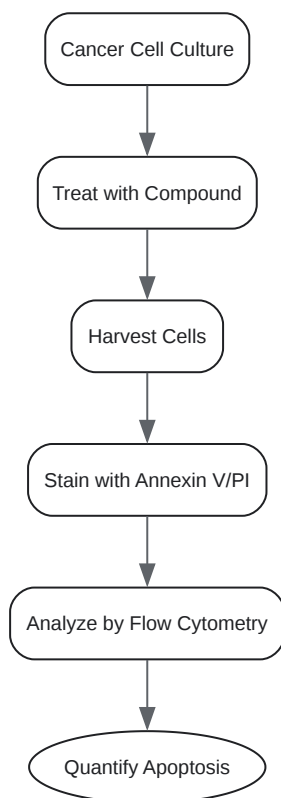 Cancer Cell Culture
Treat with Compound
Harvest Cells
Stain with Annexin V/PI
Analyze by Flow Cytometry
Quantify Apoptosis